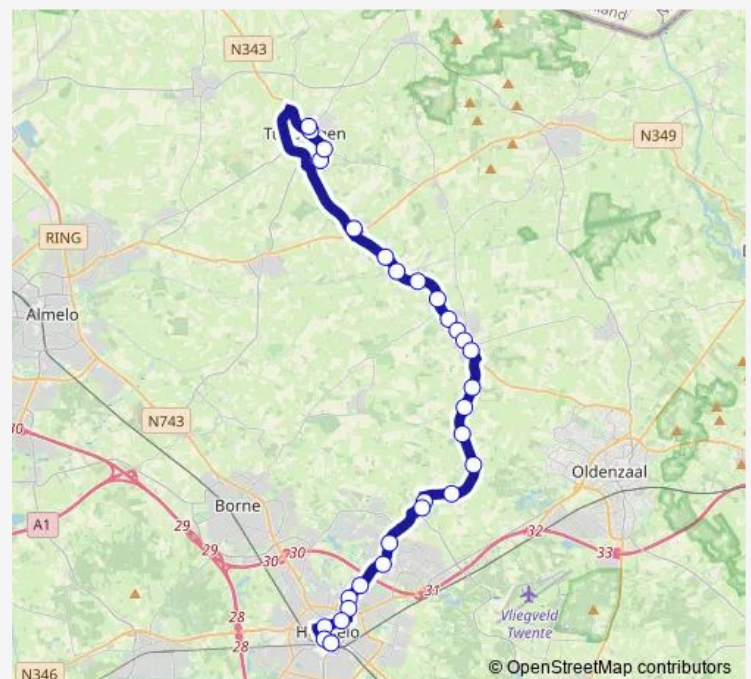 N343
N349
RING
Almelo
N743
30
Oldenzaal
Borne
A1
29
29
30
30
32
33
31
Vliegveld
Twente
28
28
N346
© OpenStreetMap contributors